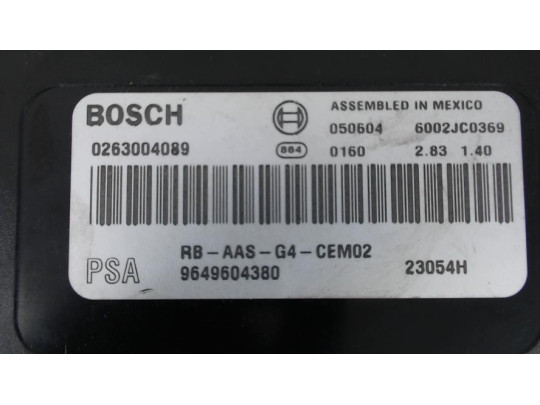 BOSCH
ASSEMBLED IN MEXICO
050604 6002JC0369
0263004089 864 0160 2.83 1.40
RB-AAS-G4-CEM02
PSA 9649604380 23054H